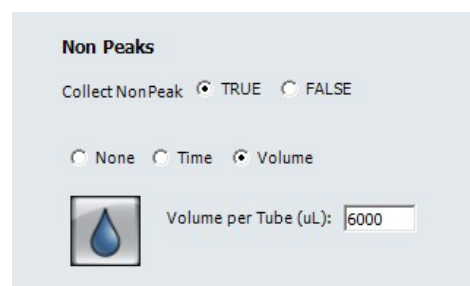 Non Peaks
Collect NonPeak TRUE FALSE
None Time Volume
Volume per Tube (uL): 6000